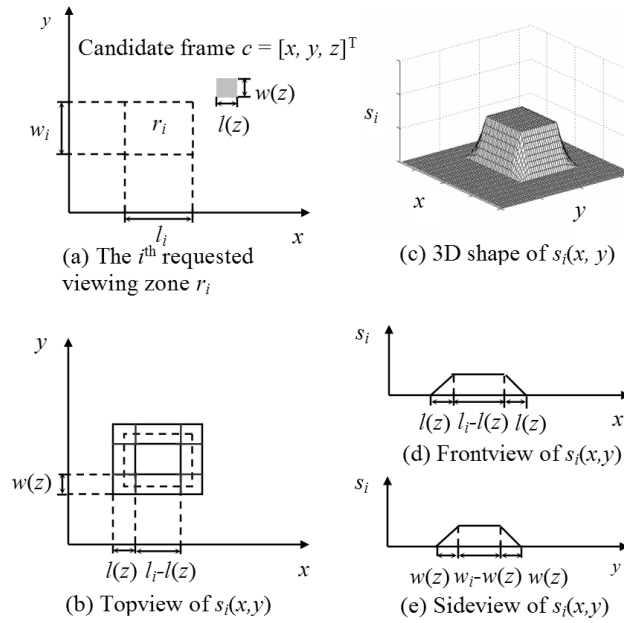 y
Candidate frame c = [x, y, z]ᵀ
w(z)
l(z)
wᵢ
rᵢ
lᵢ
x
(a) The iᵗʰ requested
viewing zone rᵢ
sᵢ
x
y
(c) 3D shape of sᵢ(x, y)
y
w(z)
l(z) lᵢ-l(z)
x
(b) Topview of sᵢ(x,y)
sᵢ
l(z) lᵢ-l(z) l(z)
x
(d) Frontview of sᵢ(x,y)
sᵢ
w(z) wᵢ-w(z) w(z)
y
(e) Sideview of sᵢ(x,y)